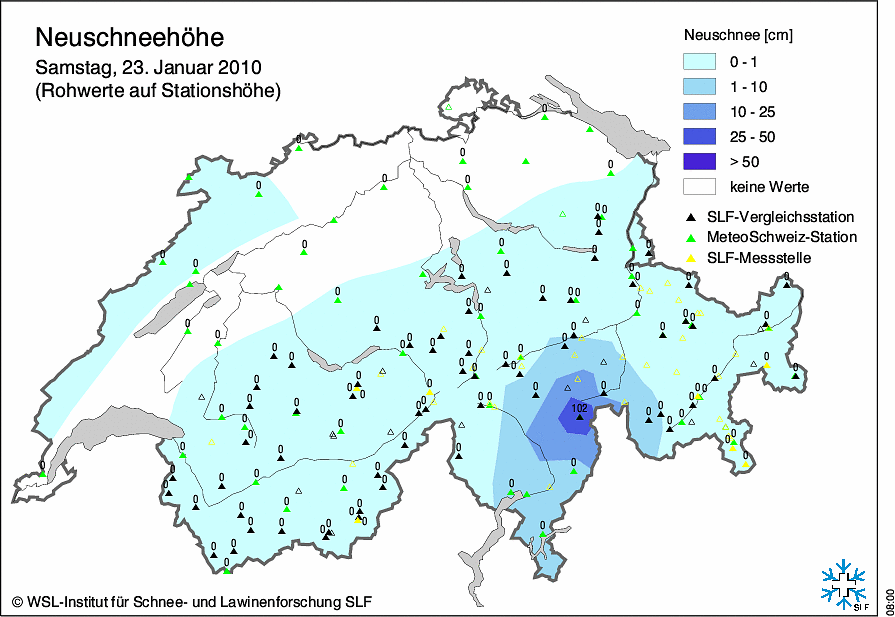 Neuschneehöhe
Samstag, 23. Januar 2010
(Rohwerte auf Stationshöhe)
Neuschnee [cm]
0 - 1
1 - 10
10 - 25
25 - 50
> 50
keine Werte
SLF-Vergleichsstation
MeteoSchweiz-Station
SLF-Messstelle
102
© WSL-Institut für Schnee- und Lawinenforschung SLF
SLF
08:00